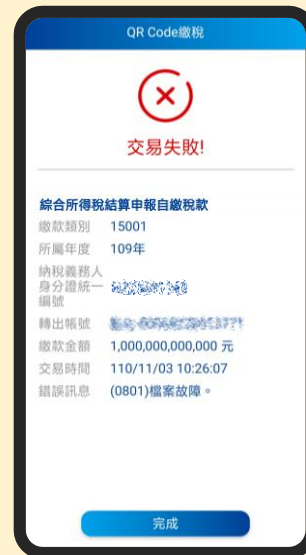 QR Code繳稅
交易失敗!
綜合所得稅結算申報自繳稅款
繳款類別 15001
所屬年度 109年
納稅義務人
身分證統一
編號
轉出帳號
繳款金額 1,000,000,000,000 元
交易時間 110/11/03 10:26:07
錯誤訊息 (0801)檔案故障。
完成